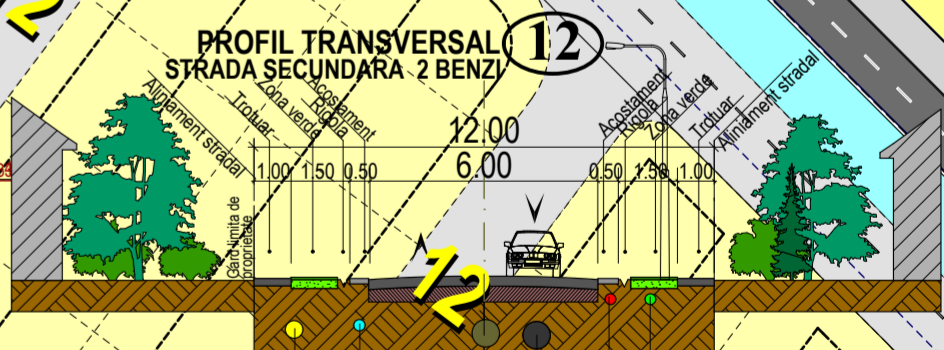 2
PROFIL TRANSVERSAL 12
STRADA SECUNDARA 2 BENZI
Aliniament stradal
Trotuar
Zona verde
Rigola
Acostament
Acostament
Rigola
Zona verde
Trotuar
Aliniament stradal
12.00
6.00
1.00 1.50 0.50
0.50 1.50 1.00
Gard limita de
proprietate
12